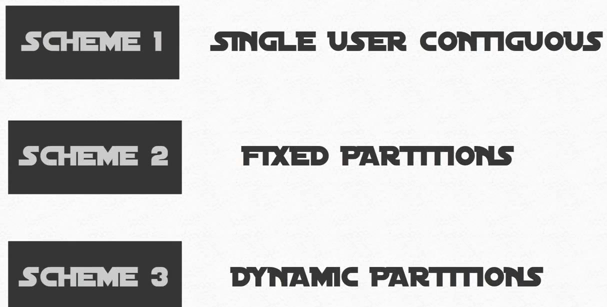 SCHEME 1 SINGLE USER CONTIGUOUS
SCHEME 2 FIXED PARTITIONS
SCHEME 3 DYNAMIC PARTITIONS